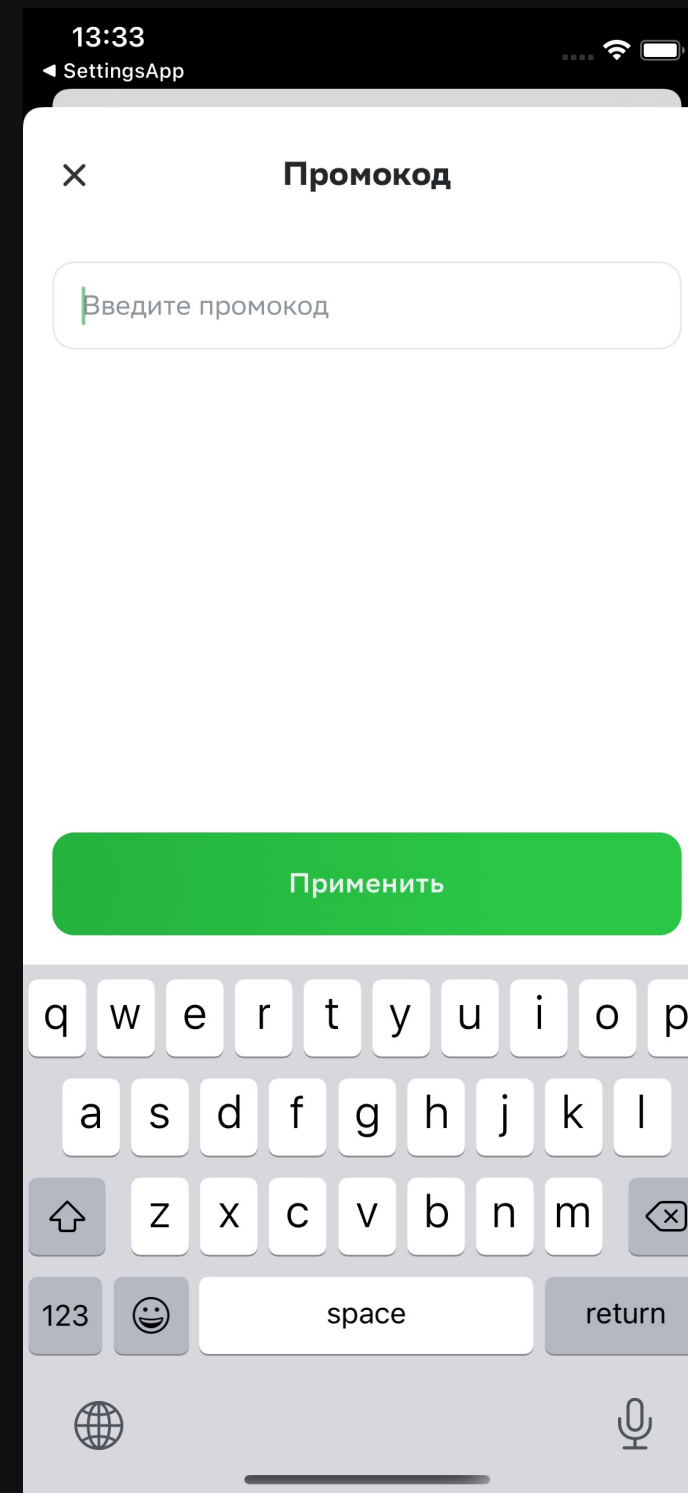 13:33
◀ SettingsApp
Промокод
Введите промокод
Применить
q w e r t y u i o p
a s d f g h j k l
z x c v b n m
123 space return